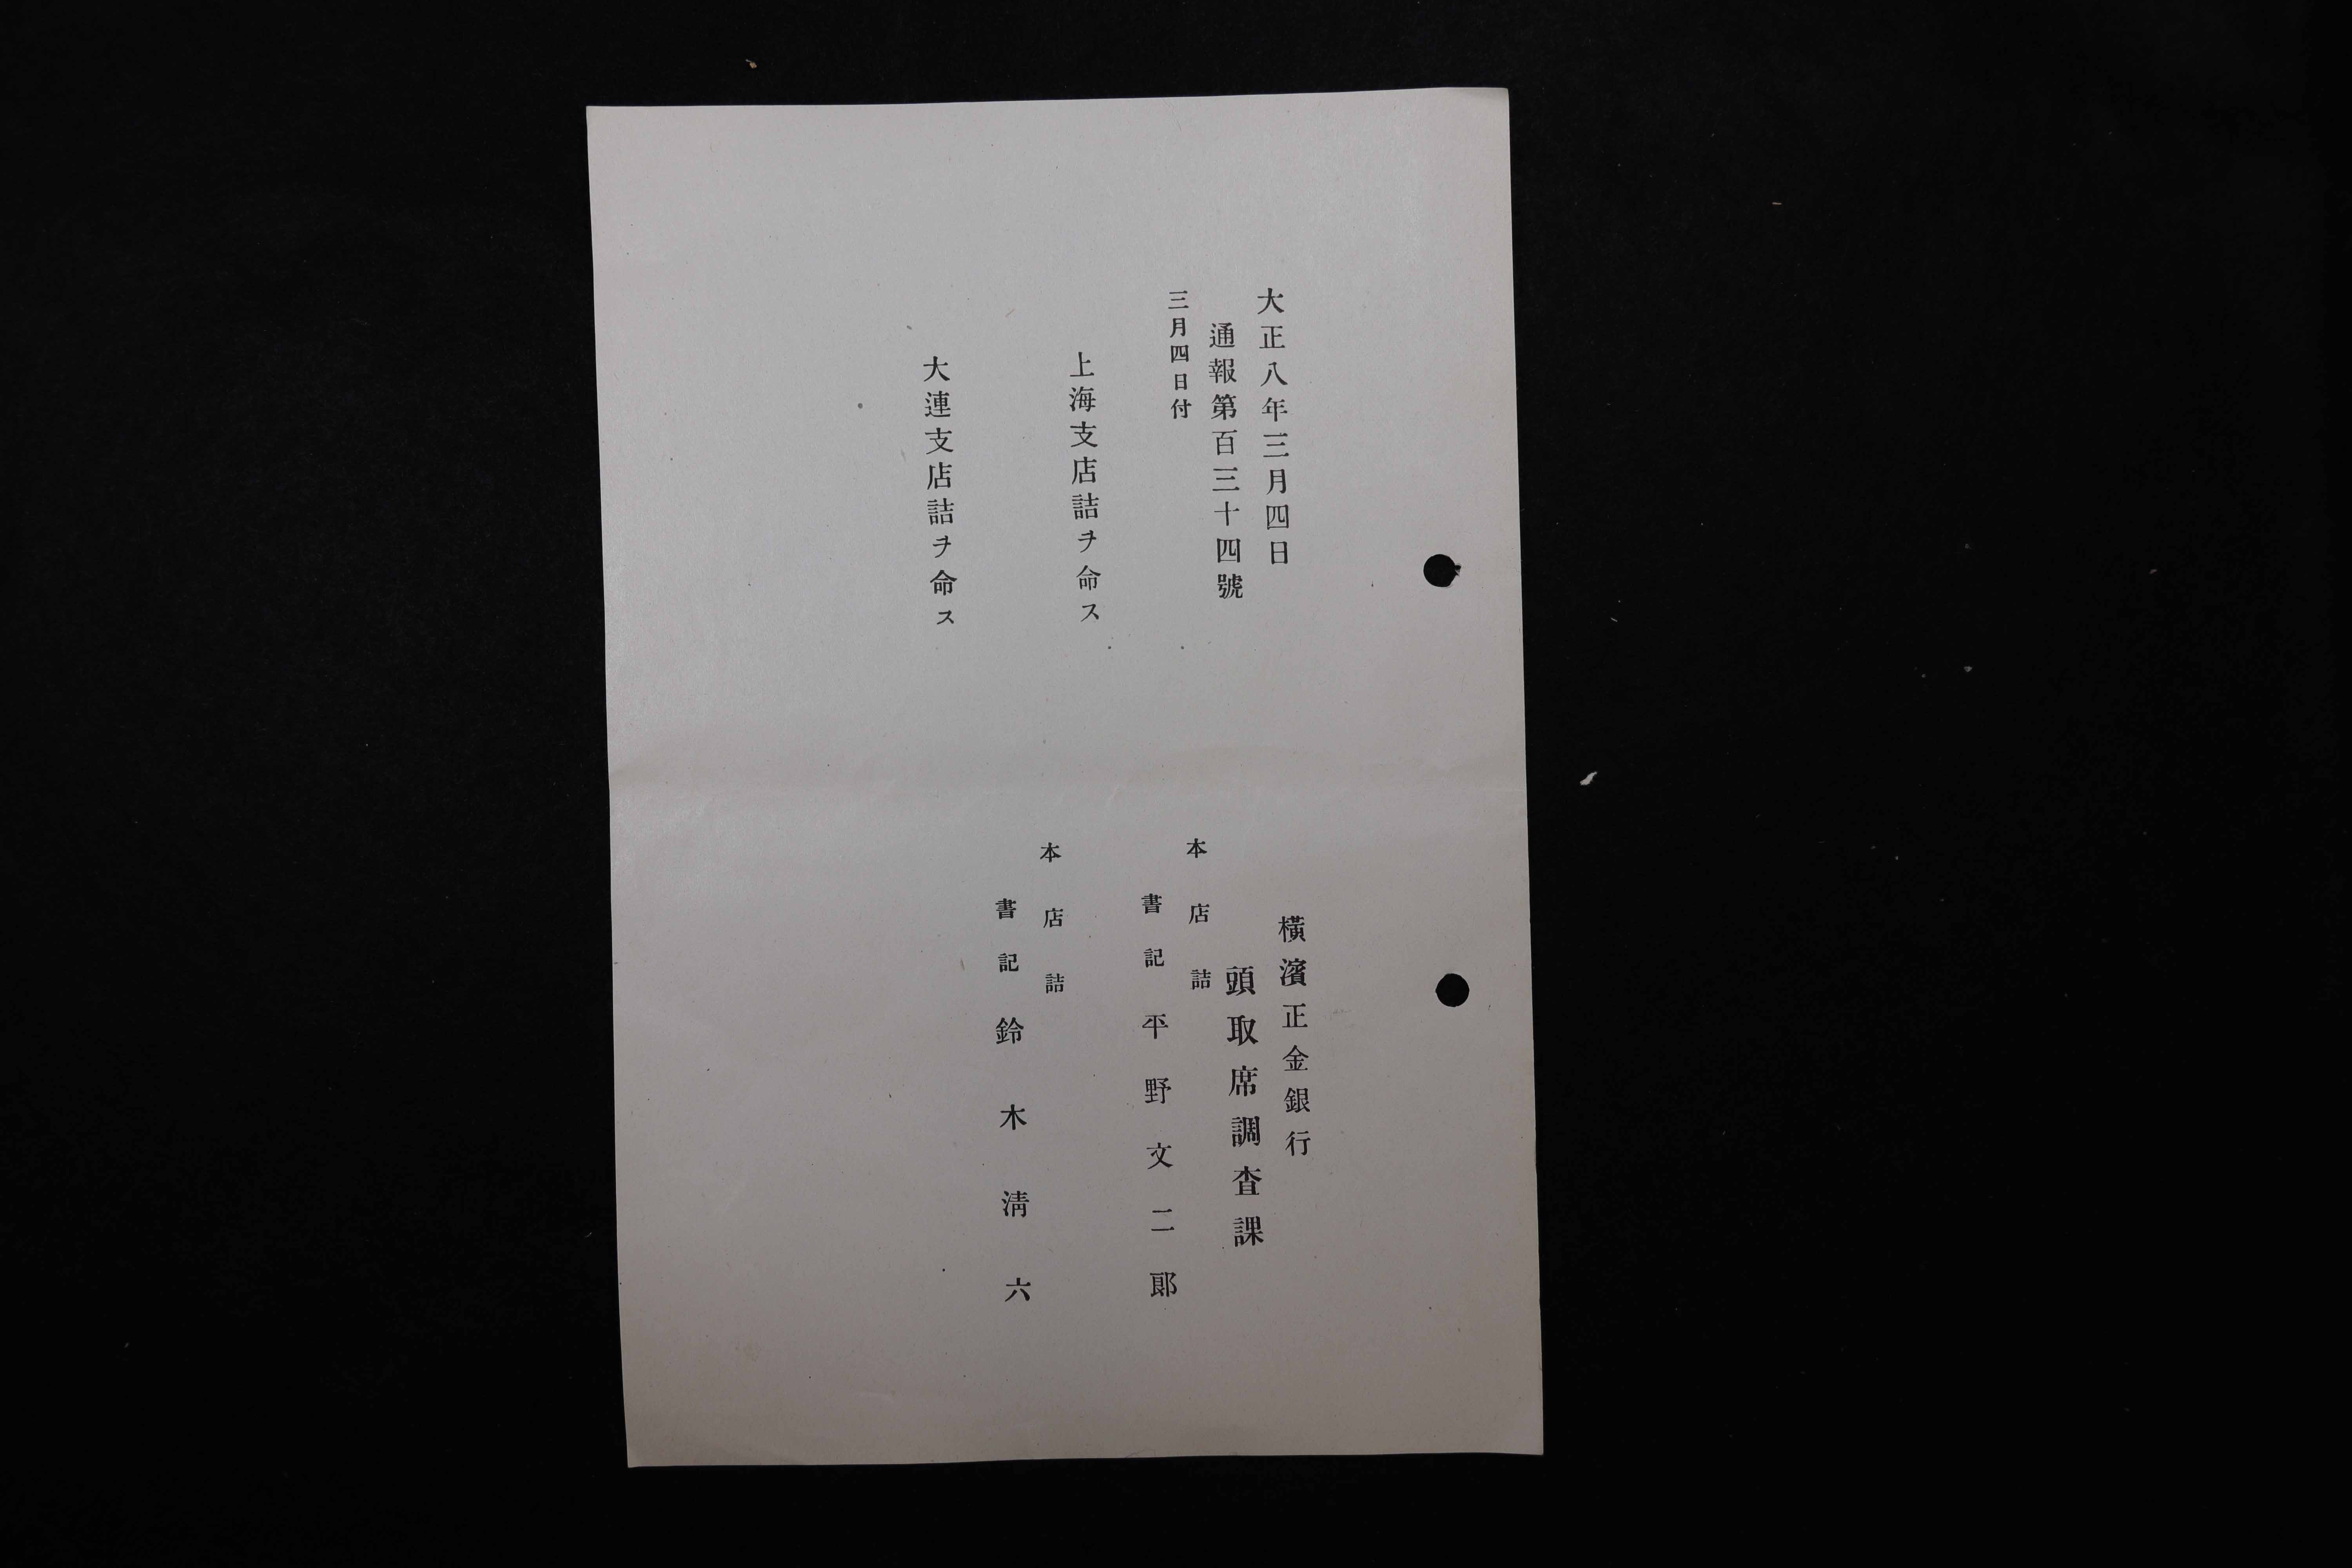 大正八年三月四日
橫濱正金銀行
通報第百三十四號
頭取席調査課
三月四日付
本店詰
書記 平野文二郞
上海支店詰ヲ命ス
本店詰
書記 鈴木淸六
大連支店詰ヲ命ス